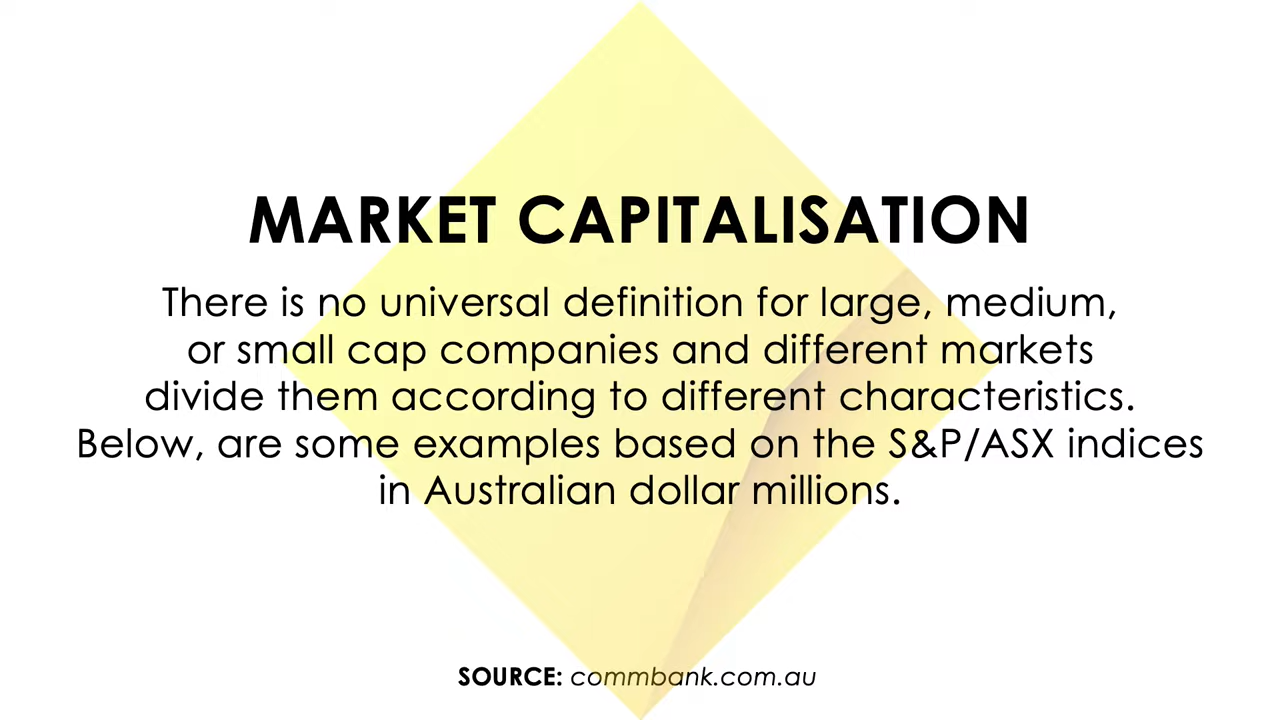 MARKET CAPITALISATION
There is no universal definition for large, medium,
or small cap companies and different markets
divide them according to different characteristics.
Below, are some examples based on the S&P/ASX indices
in Australian dollar millions.
SOURCE: commbank.com.au